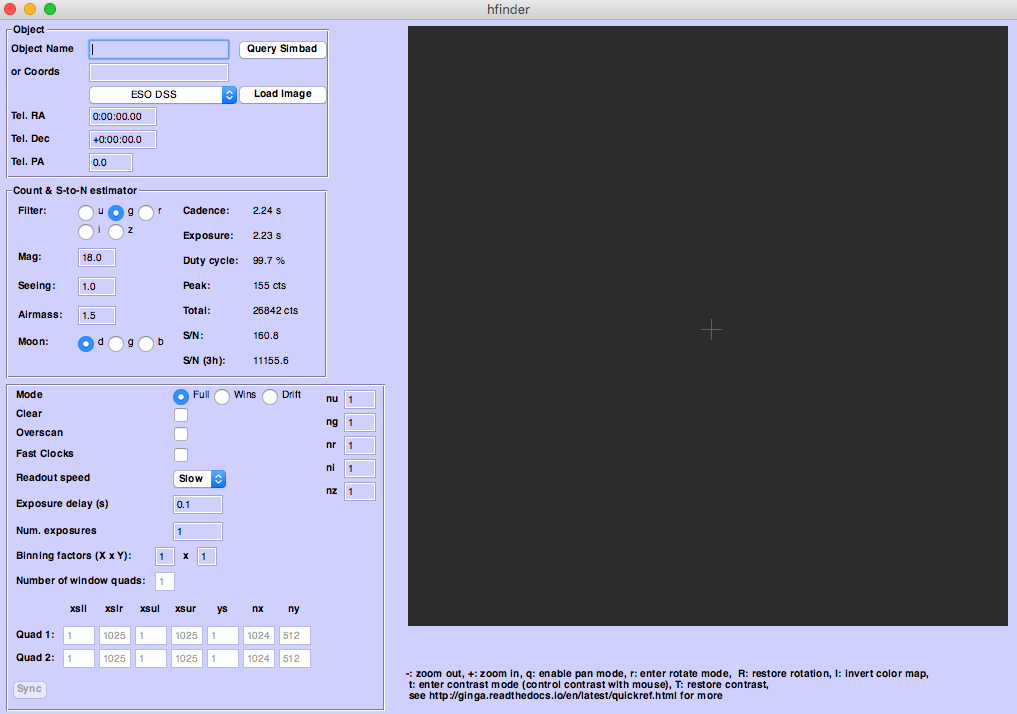 hfinder
Object
Object Name Query Simbad
or Coords
ESO DSS Load Image
Tel. RA 0:00:00.00
Tel. Dec +0:00:00.0
Tel. PA 0.0
Count & S-to-N estimator
Filter: u g r Cadence: 2.24 s
i z
Exposure: 2.23 s
Mag: 18.0 Duty cycle: 99.7 %
Seeing: 1.0 Peak: 155 cts
Airmass: 1.5 Total: 26842 cts
Moon: d g b S/N: 160.8
S/N (3h): 11155.6
Mode Full Wins Drift nu 1
Clear
Overscan ng 1
Fast Clocks nr 1
Readout speed Slow ni 1
nz 1
Exposure delay (s) 0.1
Num. exposures 1
Binning factors (X x Y): 1 x 1
Number of window quads: 1
xsll xslr xsul xsur ys nx ny
Quad 1: 1 1025 1 1025 1 1024 512
Quad 2: 1 1025 1 1025 1 1024 512
Sync
-: zoom out, +: zoom in, q: enable pan mode, r: enter rotate mode, R: restore rotation, I: invert color map,
t: enter contrast mode (control contrast with mouse), T: restore contrast,
see http://ginga.readthedocs.io/en/latest/quickref.html for more